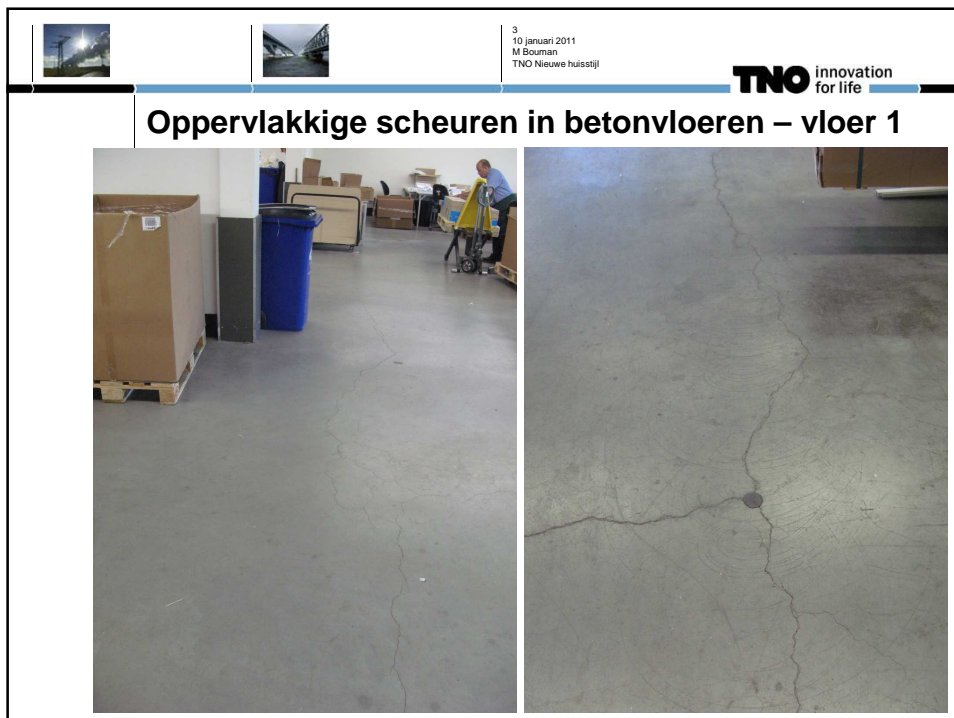 3
10 januari 2011
M Bouman
TNO Nieuwe huisstijl
TNO innovation
for life
Oppervlakkige scheuren in betonvloeren – vloer 1